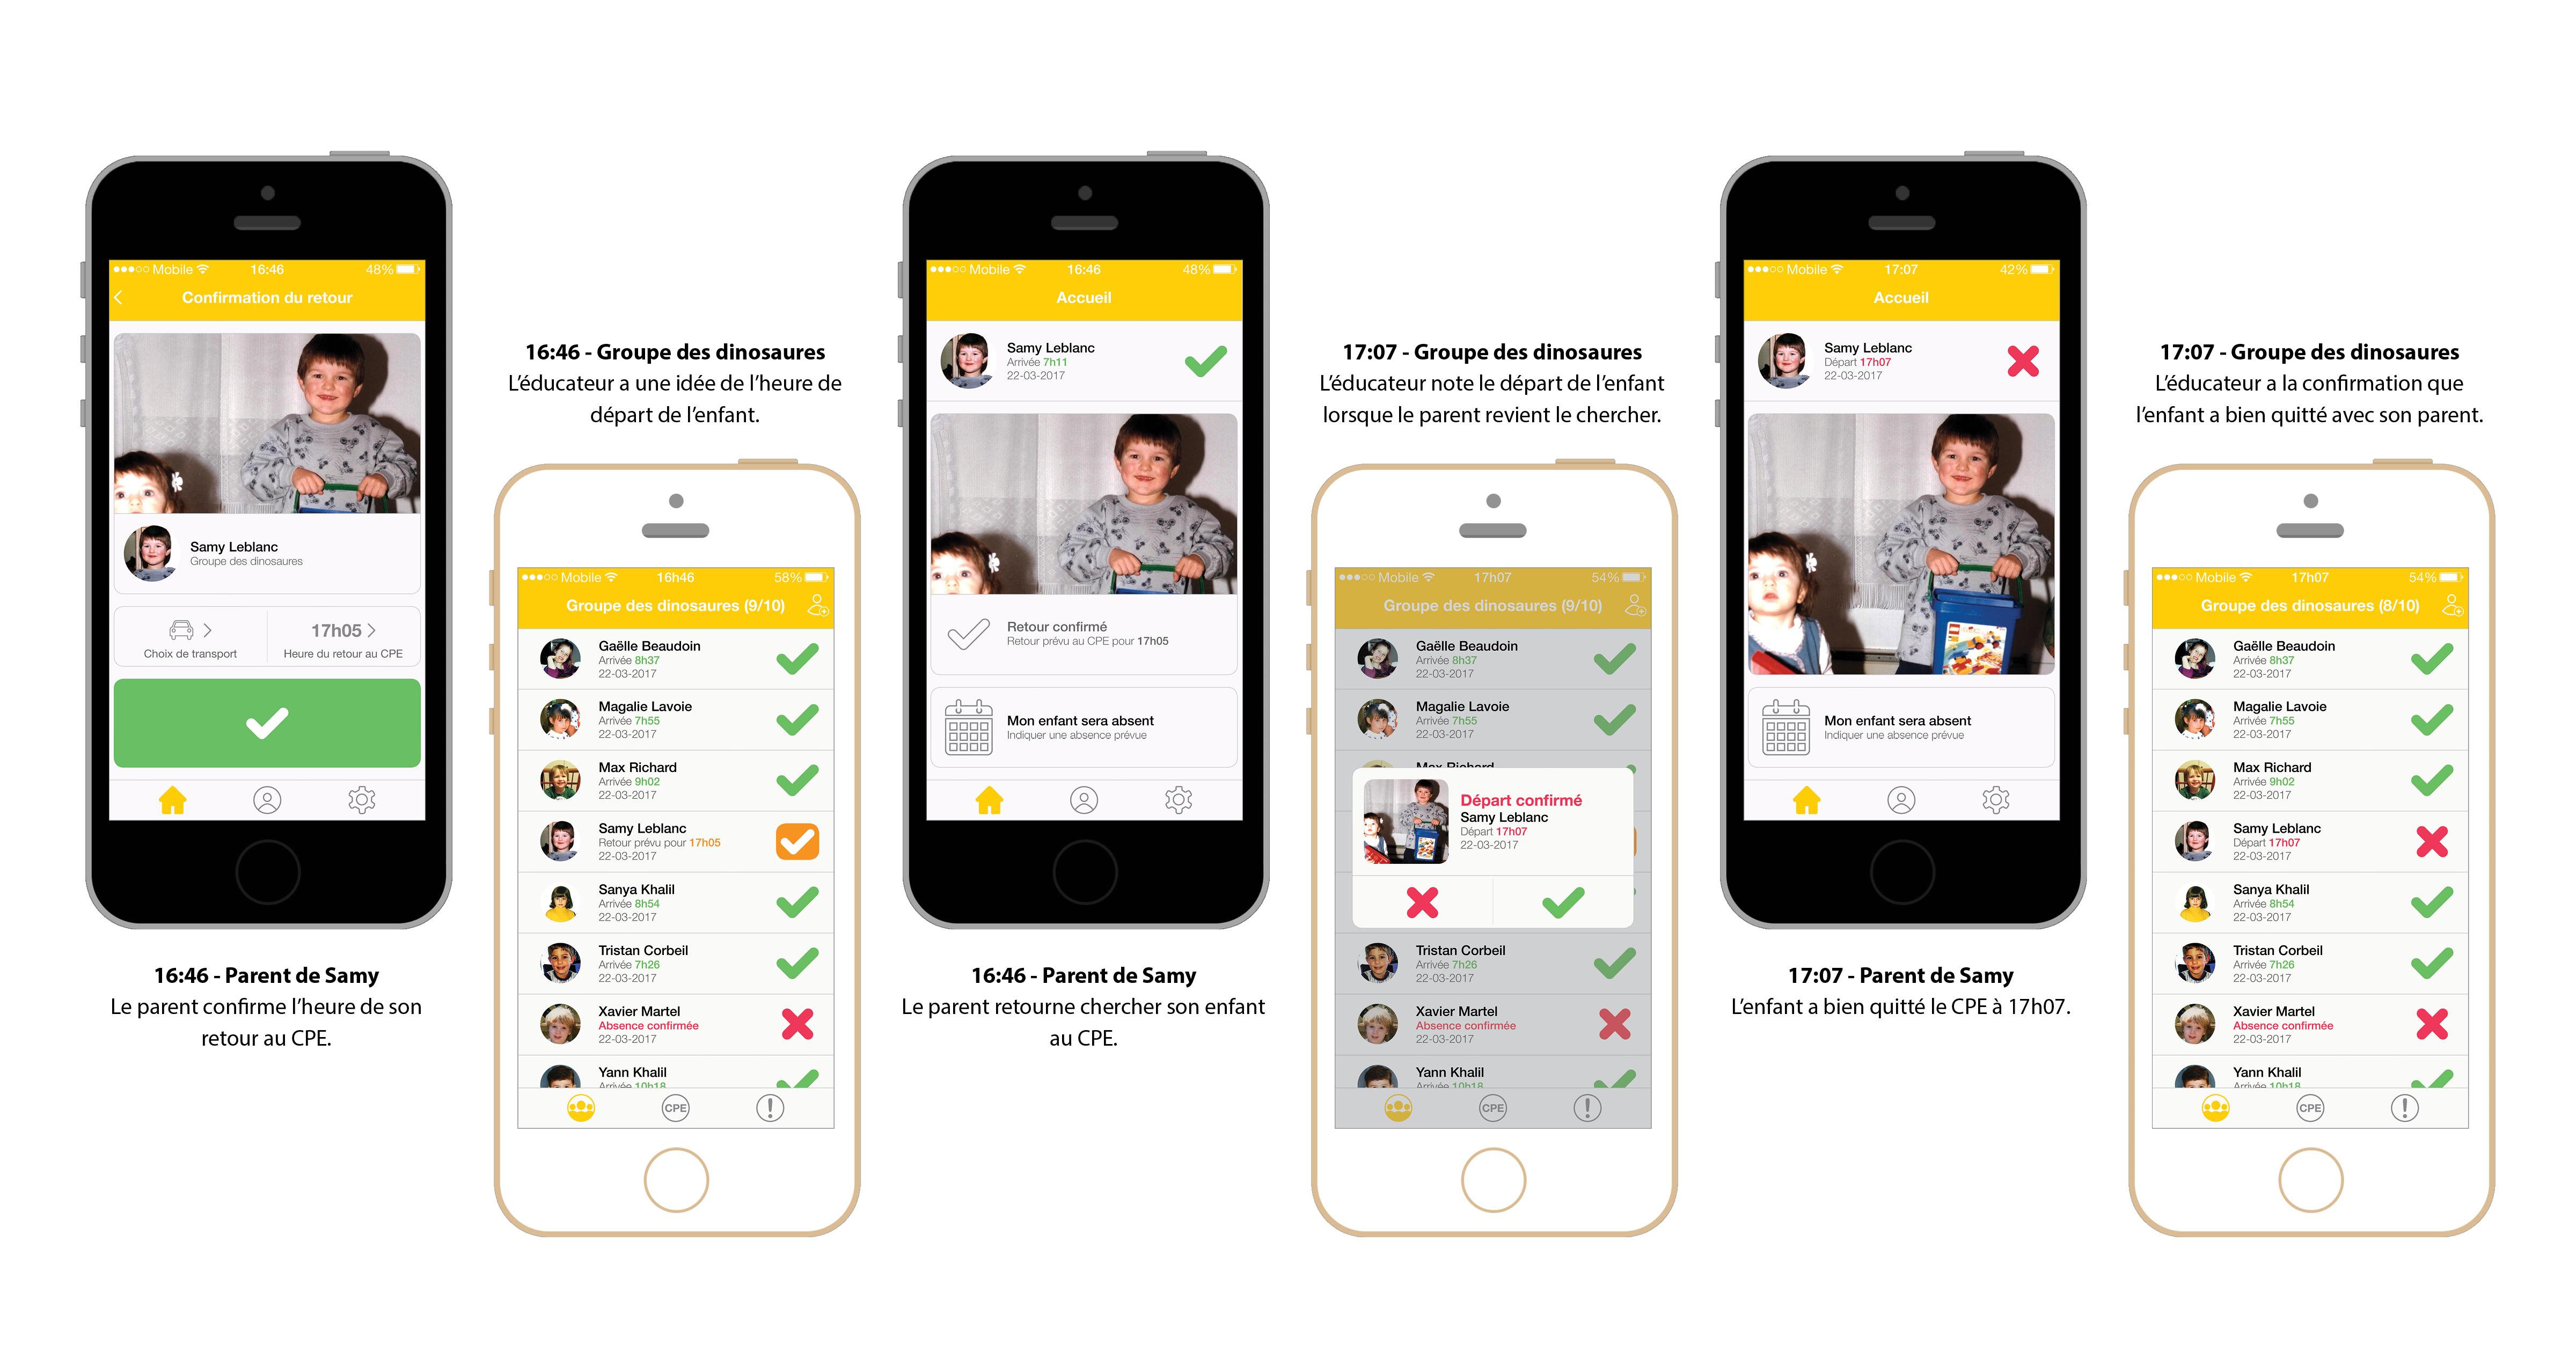 Mobile 16:46 48%
Confirmation du retour
Samy Leblanc
Groupe des dinosaures
17h05
Choix de transport Heure du retour au CPE
16:46 - Parent de Samy
Le parent confirme l'heure de son
retour au CPE.
16:46 - Groupe des dinosaures
L'éducateur a une idée de l'heure de
départ de l'enfant.
Mobile 16h46 58%
Groupe des dinosaures (9/10)
Gaëlle Beaudoin
Arrivée 8h37
22-03-2017
Magalie Lavoie
Arrivée 7h55
22-03-2017
Max Richard
Arrivée 9h02
22-03-2017
Samy Leblanc
Retour prévu pour 17h05
22-03-2017
Sanya Khalil
Arrivée 8h54
22-03-2017
Tristan Corbeil
Arrivée 7h26
22-03-2017
Xavier Martel
Absence confirmée
22-03-2017
Yann Khalil
Arrivée 10h18
CPE
Mobile 16:46 48%
Accueil
Samy Leblanc
Arrivée 7h11
22-03-2017
Retour confirmé
Retour prévu au CPE pour 17h05
Mon enfant sera absent
Indiquer une absence prévue
16:46 - Parent de Samy
Le parent retourne chercher son enfant
au CPE.
17:07 - Groupe des dinosaures
L'éducateur note le départ de l'enfant
lorsque le parent revient le chercher.
Mobile 17h07 54%
Groupe des dinosaures (9/10)
Gaëlle Beaudoin
Arrivée 8h37
22-03-2017
Magalie Lavoie
Arrivée 7h55
22-03-2017
Max Richard
Départ confirmé
Samy Leblanc
Départ 17h07
22-03-2017
Tristan Corbeil
Arrivée 7h26
22-03-2017
Xavier Martel
Absence confirmée
22-03-2017
Yann Khalil
Arrivée 10h18
CPE
Mobile 17:07 42%
Accueil
Samy Leblanc
Départ 17h07
22-03-2017
Mon enfant sera absent
Indiquer une absence prévue
17:07 - Parent de Samy
L'enfant a bien quitté le CPE à 17h07.
17:07 - Groupe des dinosaures
L'éducateur a la confirmation que
l'enfant a bien quitté avec son parent.
Mobile 17h07 54%
Groupe des dinosaures (8/10)
Gaëlle Beaudoin
Arrivée 8h37
22-03-2017
Magalie Lavoie
Arrivée 7h55
22-03-2017
Max Richard
Arrivée 9h02
22-03-2017
Samy Leblanc
Départ 17h07
22-03-2017
Sanya Khalil
Arrivée 8h54
22-03-2017
Tristan Corbeil
Arrivée 7h26
22-03-2017
Xavier Martel
Absence confirmée
22-03-2017
Yann Khalil
Arrivée 10h18
CPE